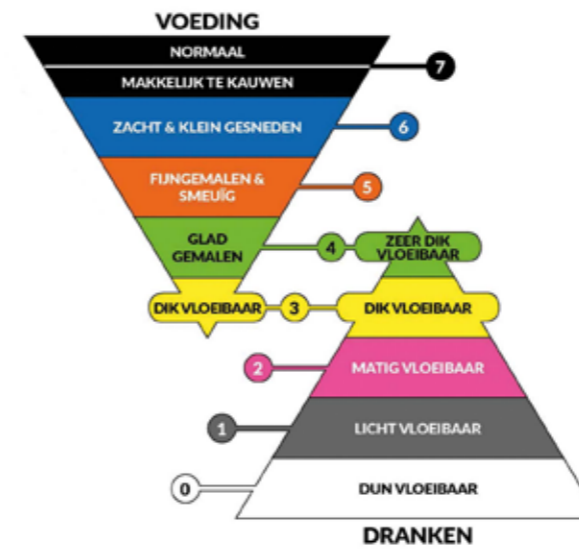 VOEDING
NORMAAL
7
MAKKELIJK TE KAUWEN
ZACHT & KLEIN GESNEDEN
6
FIJNGEMALEN &
SMEUÏG
5
GLAD
GEMALEN
4
ZEER DIK
VLOEIBAAR
DIK VLOEIBAAR
3
DIK VLOEIBAAR
2
MATIG VLOEIBAAR
1
LICHT VLOEIBAAR
0
DUN VLOEIBAAR
DRANKEN